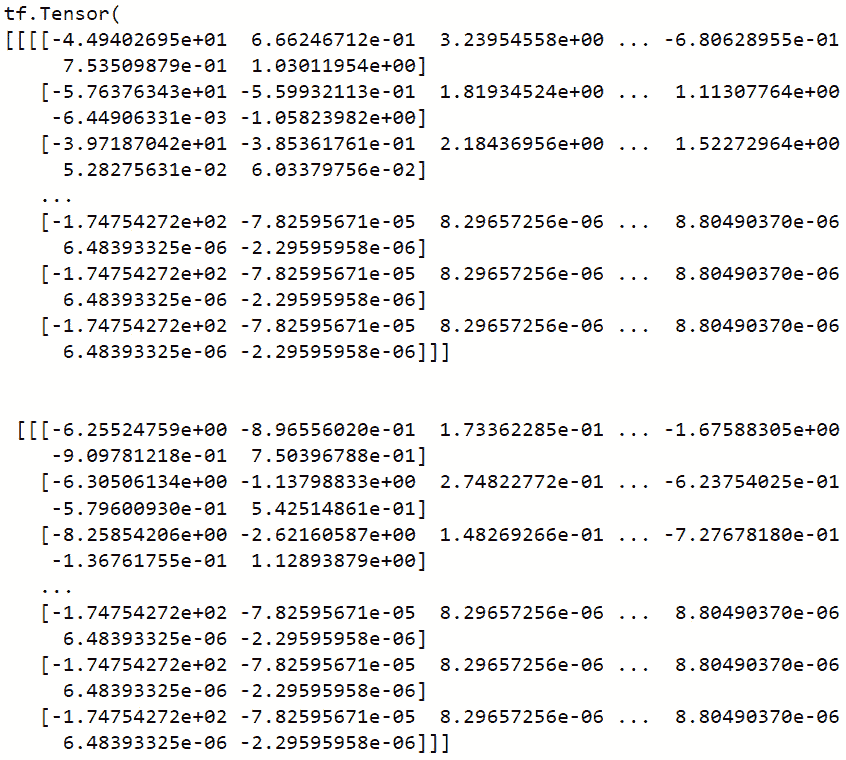 tf.Tensor(
[[[[-4.49402695e+01  6.66246712e-01  3.23954558e+00 ... -6.80628955e-01
     7.53509879e-01  1.03011954e+00]
   [-5.76376343e+01 -5.59932113e-01  1.81934524e+00 ...  1.11307764e+00
    -6.44906331e-03 -1.05823982e+00]
   [-3.97187042e+01 -3.85361761e-01  2.18436956e+00 ...  1.52272964e+00
     5.28275631e-02  6.03379756e-02]
   ...
   [-1.74754272e+02 -7.82595671e-05  8.29657256e-06 ...  8.80490370e-06
     6.48393325e-06 -2.29595958e-06]
   [-1.74754272e+02 -7.82595671e-05  8.29657256e-06 ...  8.80490370e-06
     6.48393325e-06 -2.29595958e-06]
   [-1.74754272e+02 -7.82595671e-05  8.29657256e-06 ...  8.80490370e-06
     6.48393325e-06 -2.29595958e-06]]]
 [[[-6.25524759e+00 -8.96556020e-01  1.73362285e-01 ... -1.67588305e+00
    -9.09781218e-01  7.50396788e-01]
   [-6.30506134e+00 -1.13798833e+00  2.74822772e-01 ... -6.23754025e-01
    -5.79600930e-01  5.42514861e-01]
   [-8.25854206e+00 -2.62160587e+00  1.48269266e-01 ... -7.27678180e-01
    -1.36761755e-01  1.12893879e+00]
   ...
   [-1.74754272e+02 -7.82595671e-05  8.29657256e-06 ...  8.80490370e-06
     6.48393325e-06 -2.29595958e-06]
   [-1.74754272e+02 -7.82595671e-05  8.29657256e-06 ...  8.80490370e-06
     6.48393325e-06 -2.29595958e-06]
   [-1.74754272e+02 -7.82595671e-05  8.29657256e-06 ...  8.80490370e-06
     6.48393325e-06 -2.29595958e-06]]]